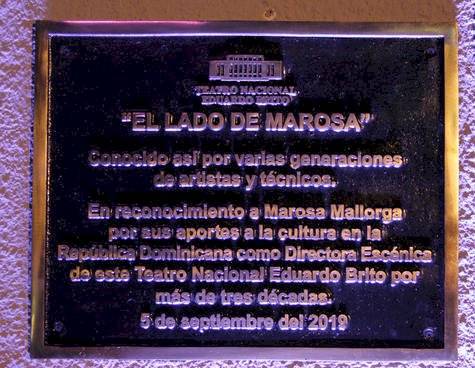 TEATRO NACIONAL
EDUARDO BRITO
"EL LADO DE MAROSA"
Conocido así por varias generaciones
de artistas y técnicos.
En reconocimiento a Marosa Mallorga
por sus aportes a la cultura en la
República Dominicana como Directora Escénica
de este Teatro Nacional Eduardo Brito por
más de tres décadas.
5 de septiembre del 2019